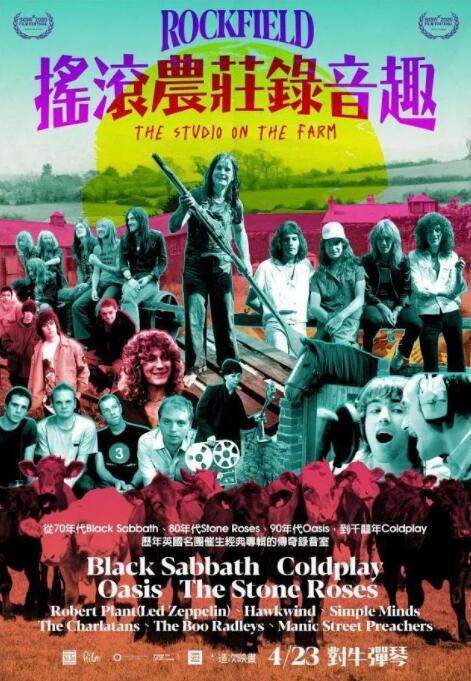 ROCKFIELD
搖滾農莊錄音趣
THE STUDIO ON THE FARM
3
從70年代Black Sabbath、80年代Stone Roses、90年代Oasis，到千禧年Coldplay
歷年英國名團催生經典專輯的傳奇錄音室
Black Sabbath Coldplay
Oasis The Stone Roses
Robert Plant(Led Zeppelin)、Hawkwind、Simple Minds
The Charlatans、The Boo Radleys、Manic Street Preachers
4/23 對牛彈琴